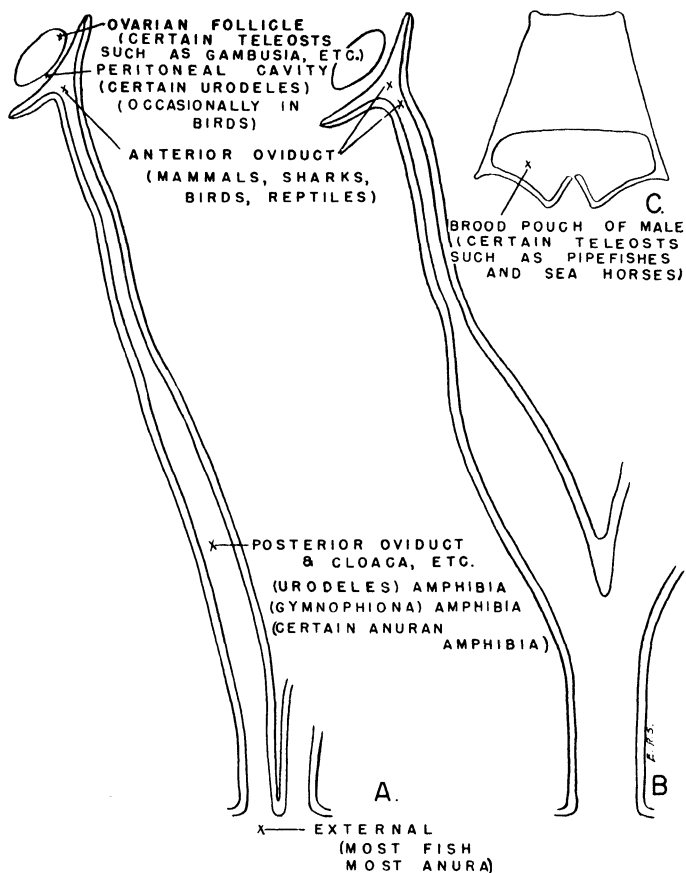 OVARIAN FOLLICLE
(CERTAIN TELEOSTS
SUCH AS GAMBUSIA, ETC.)
PERITONEAL CAVITY
(CERTAIN URODELES)
(OCCASIONALLY IN
BIRDS)
ANTERIOR OVIDUCT
(MAMMALS, SHARKS,
BIRDS, REPTILES)
C.
BROOD POUCH OF MALE
(CERTAIN TELEOSTS
SUCH AS PIPEFISHES
AND SEA HORSES)
POSTERIOR OVIDUCT
& CLOACA, ETC.
(URODELES) AMPHIBIA
(GYMNOPHIONA) AMPHIBIA
(CERTAIN ANURAN
AMPHIBIA)
E.R.S.
A.
B
EXTERNAL
(MOST FISH
MOST ANURA)